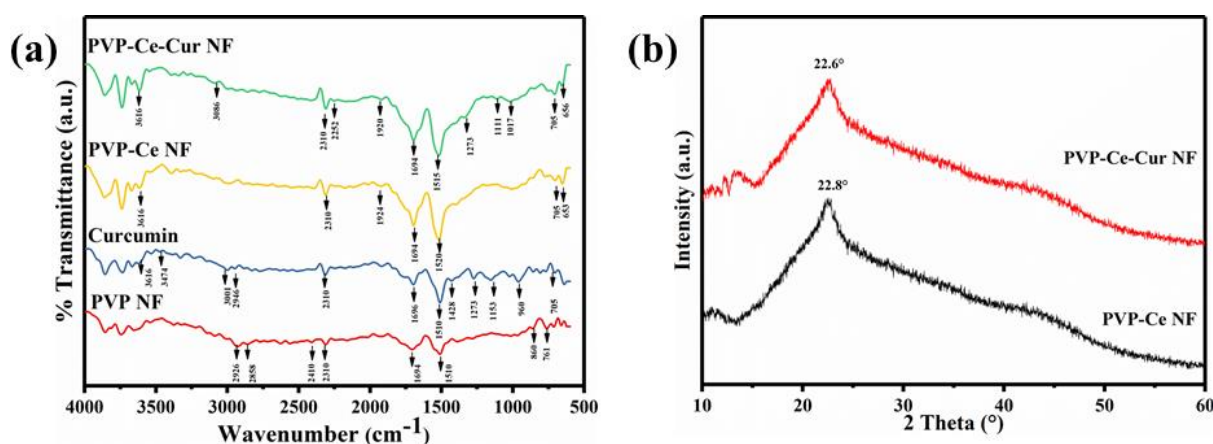 (a)
PVP-Ce-Cur NF
3616
3086
2310
2252
1920
1694
1515
1273
1111
1017
705
656
PVP-Ce NF
3616
2310
1924
1694
1520
705
653
Curcumin
3616
3474
3001
2946
2310
1696
1510
1428
1273
1153
960
705
PVP NF
2926
2858
2410
2310
1694
1510
860
761
% Transmittance (a.u.)
4000 3500 3000 2500 2000 1500 1000 500
Wavenumber (cm-1)
(b)
22.6°
PVP-Ce-Cur NF
22.8°
PVP-Ce NF
Intensity (a.u.)
10 20 30 40 50 60
2 Theta (°)